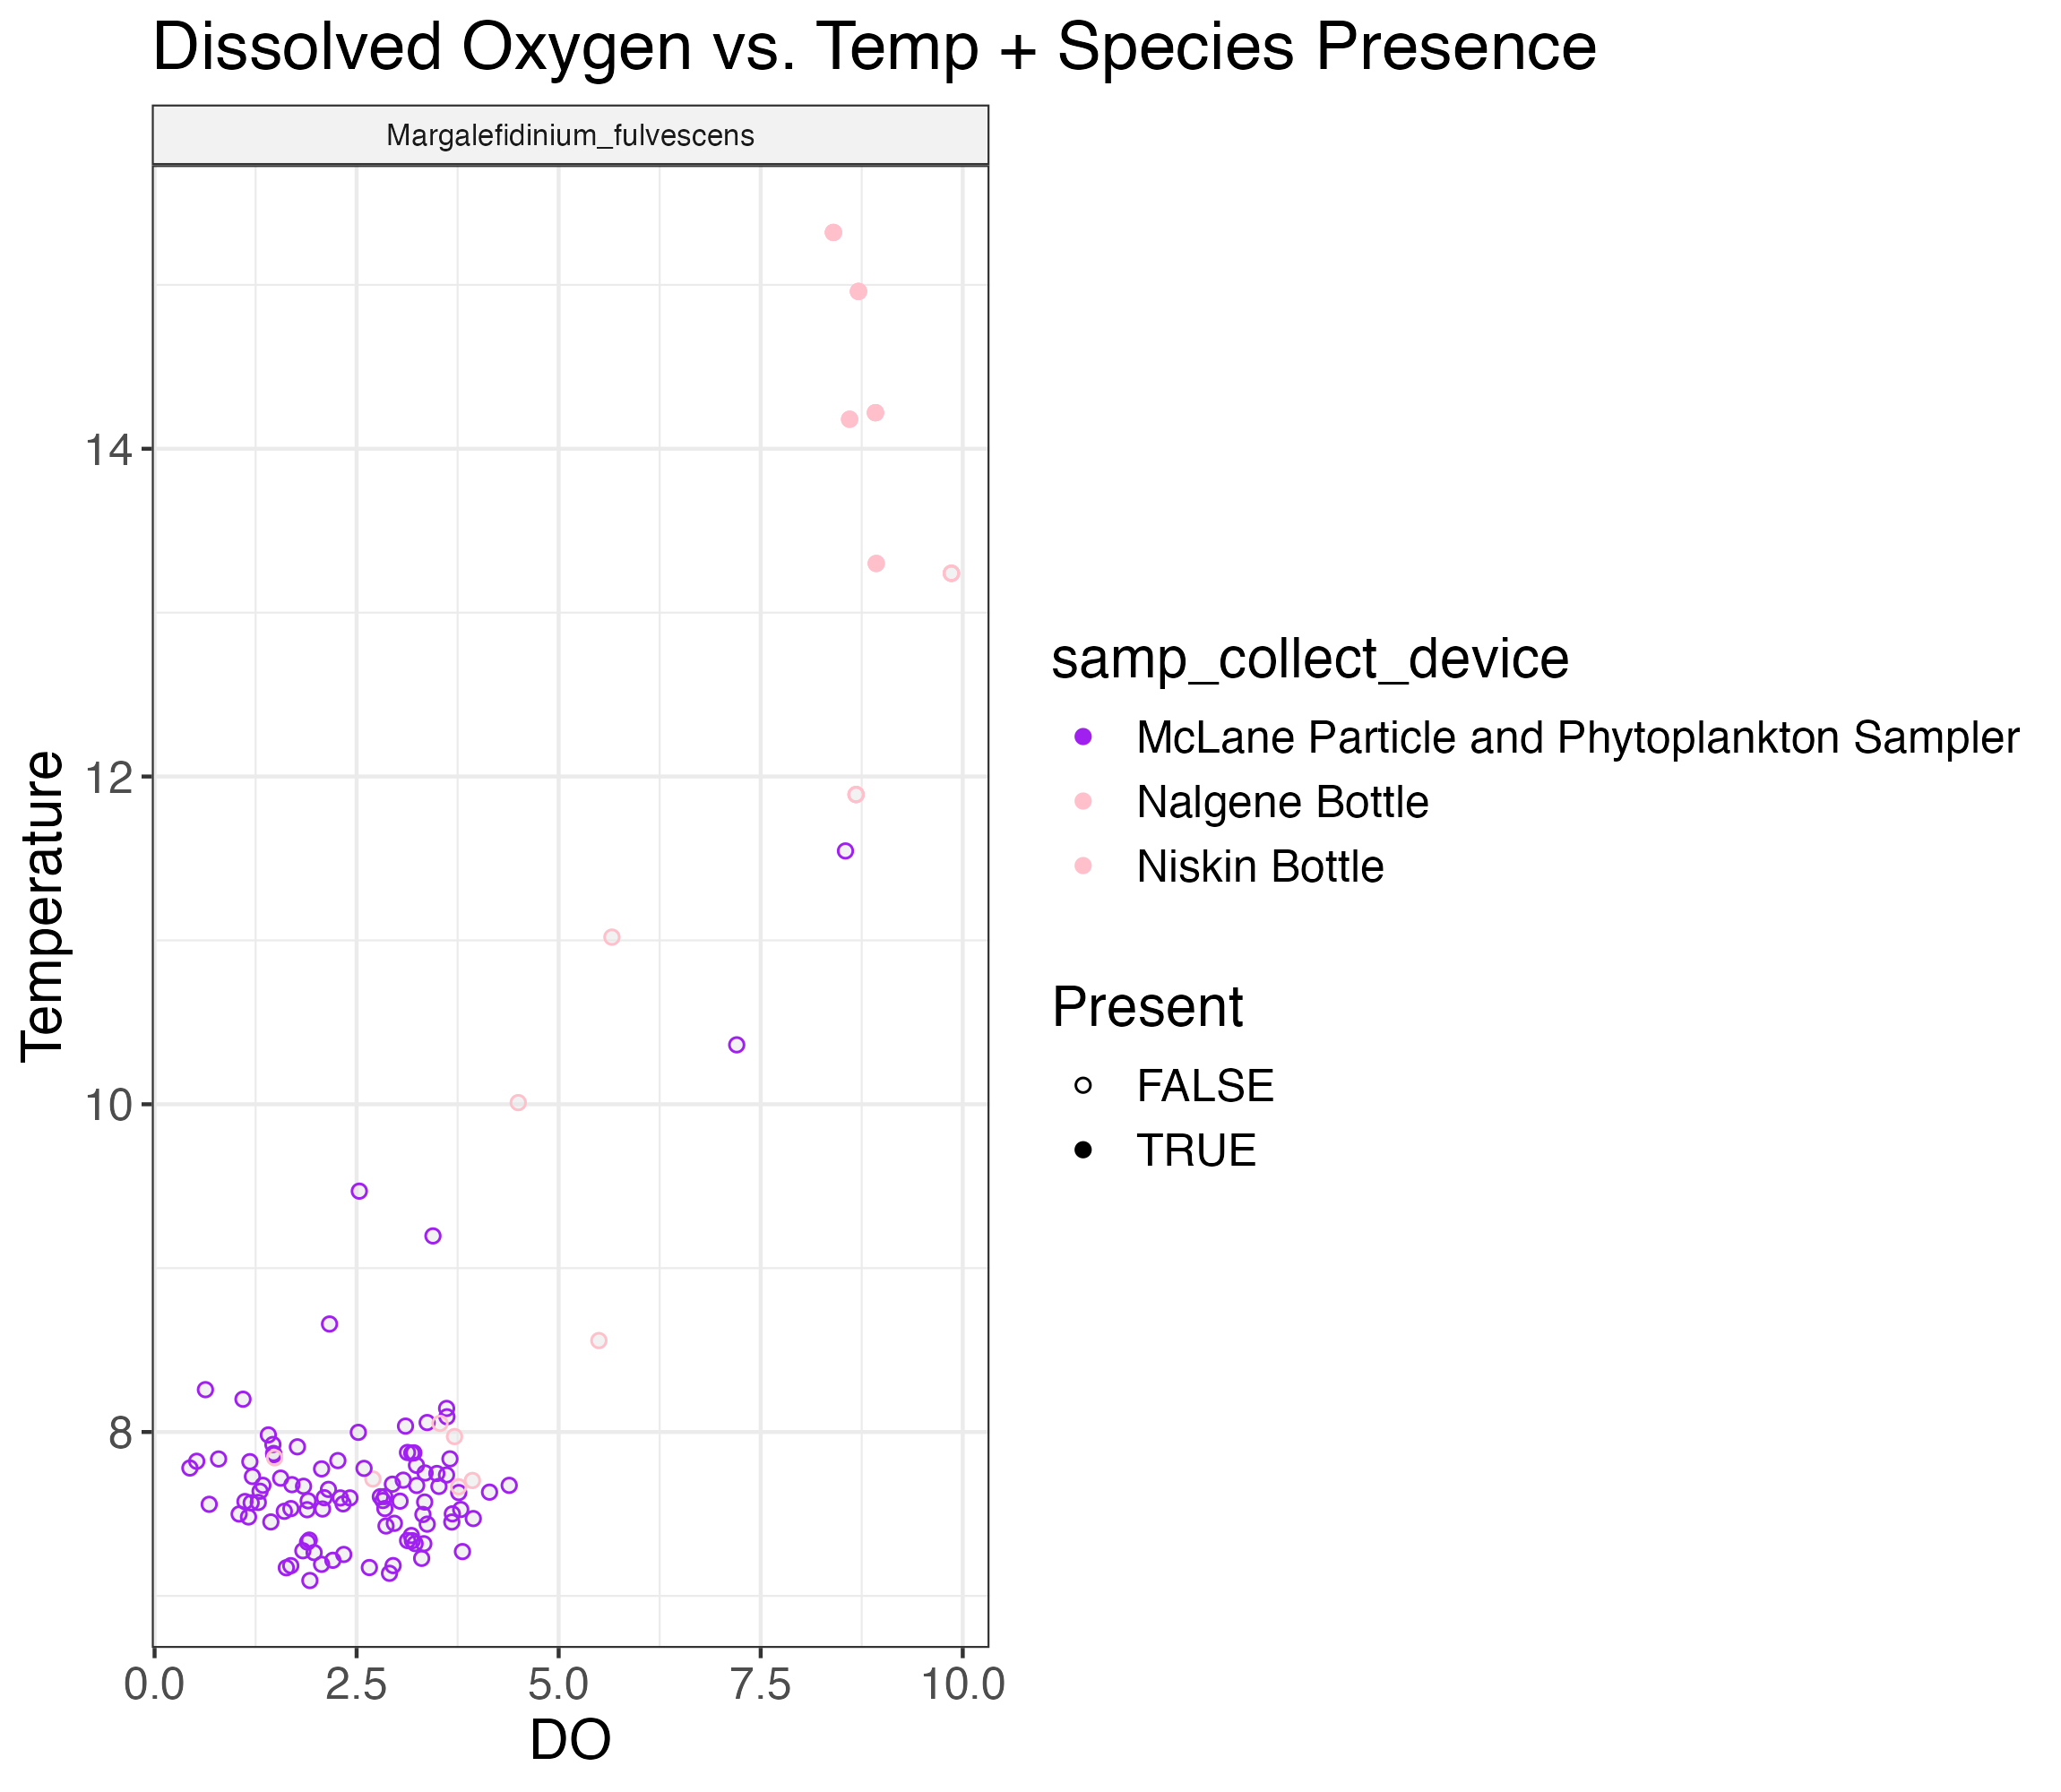 Dissolved Oxygen vs. Temp + Species Presence
Margalefidinium_fulvescens
14
12
10
8
Temperature
0.0 2.5 5.0 7.5 10.0
DO
samp_collect_device
McLane Particle and Phytoplankton Sampler
Nalgene Bottle
Niskin Bottle
Present
FALSE
TRUE